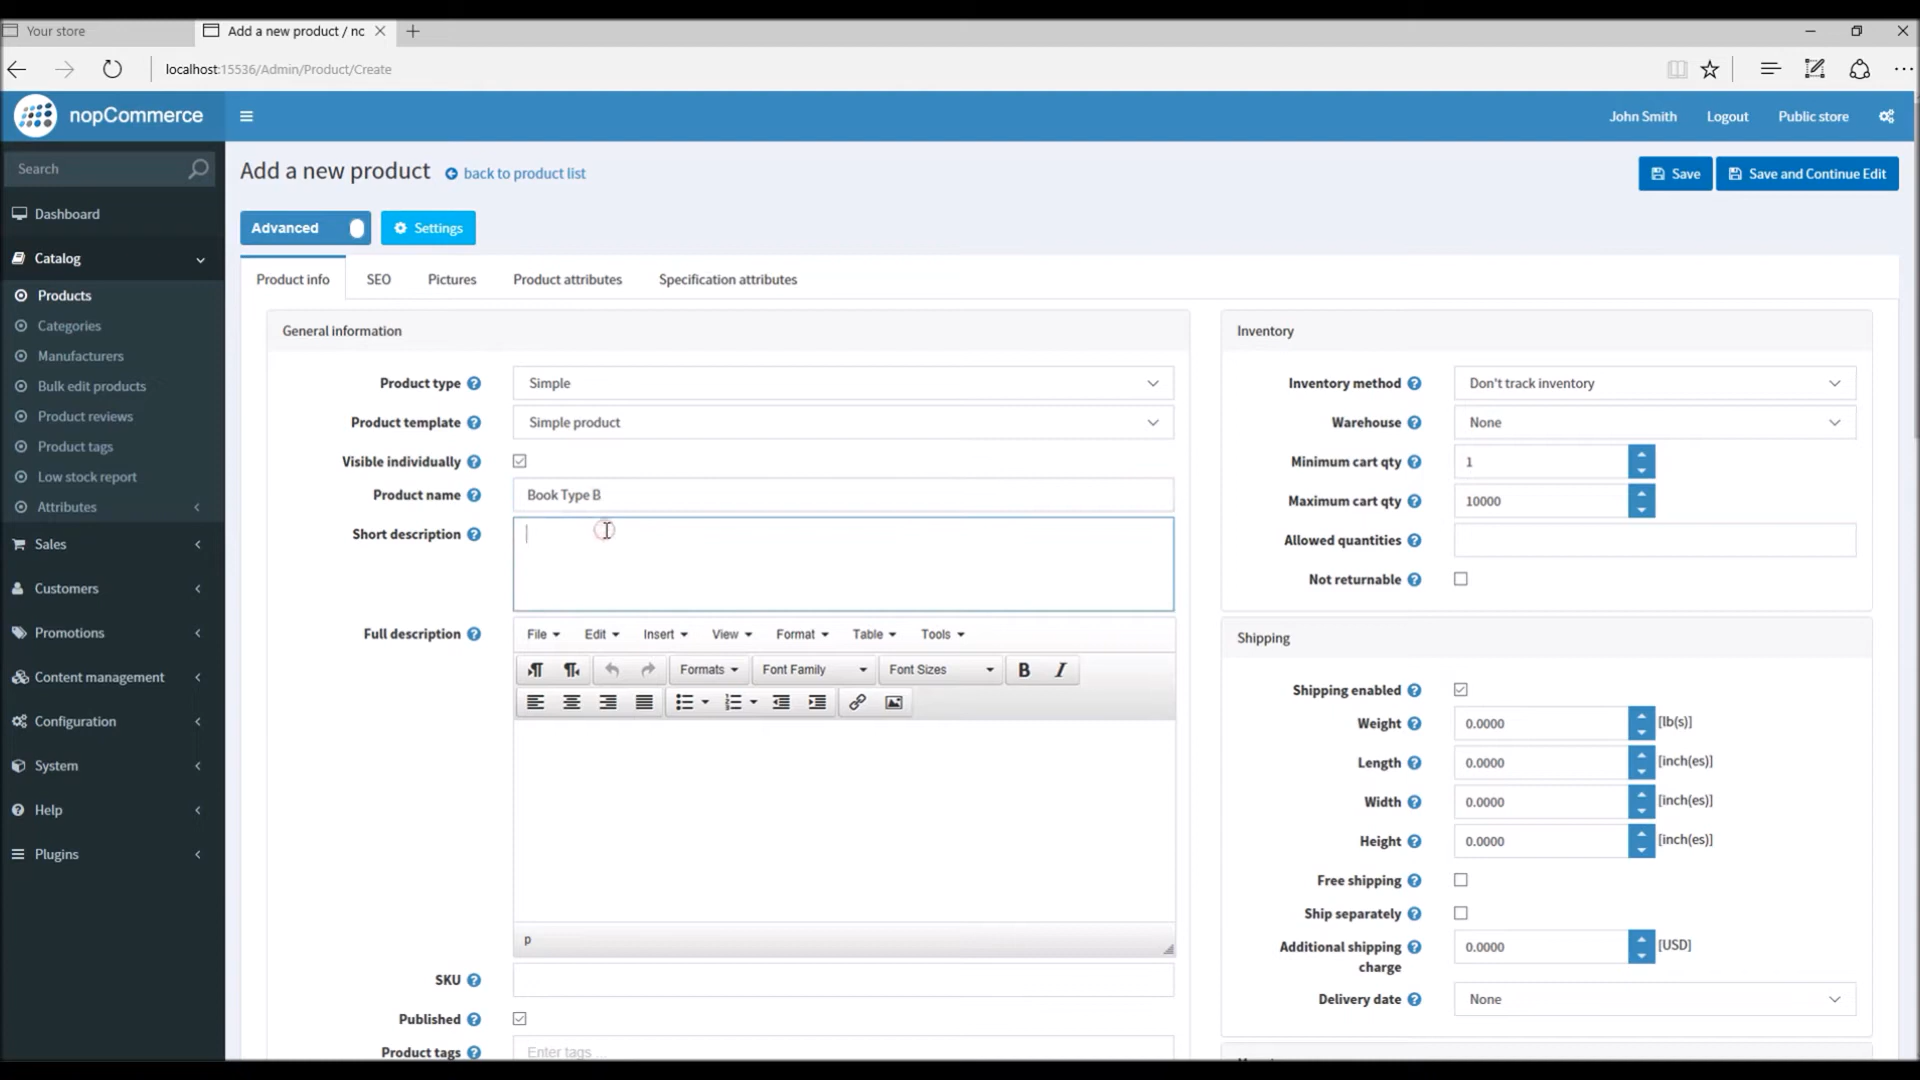 Your store
Add a new product / nc
localhost:15536/Admin/Product/Create
nopCommerce
John Smith
Logout
Public store
Search
Dashboard
Catalog
Products
Categories
Manufacturers
Bulk edit products
Product reviews
Product tags
Low stock report
Attributes
Sales
Customers
Promotions
Content management
Configuration
System
Help
Plugins
Add a new product
back to product list
Save
Save and Continue Edit
Advanced
Settings
Product info
SEO
Pictures
Product attributes
Specification attributes
General information
Product type
Simple
Product template
Simple product
Visible individually
Product name
Book Type B
Short description
Full description
File
Edit
Insert
View
Format
Table
Tools
Formats
Font Family
Font Sizes
B
I
p
SKU
Published
Product tags
Enter tags ...
Inventory
Inventory method
Don't track inventory
Warehouse
None
Minimum cart qty
1
Maximum cart qty
10000
Allowed quantities
Not returnable
Shipping
Shipping enabled
Weight
0.0000
[lb(s)]
Length
0.0000
[inch(es)]
Width
0.0000
[inch(es)]
Height
0.0000
[inch(es)]
Free shipping
Ship separately
Additional shipping
charge
0.0000
[USD]
Delivery date
None